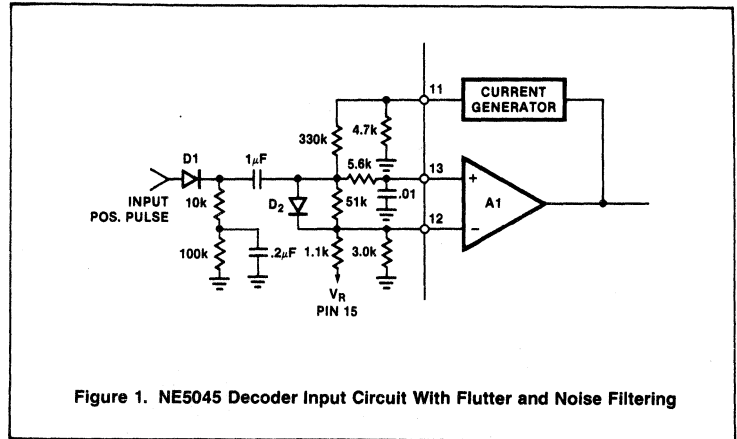 11
CURRENT
GENERATOR
330k
4.7k
D1
1μF
5.6k
13
+
INPUT
POS. PULSE
10k
D2
51k
.01
A1
12
−
100k
.2μF
1.1k
3.0k
VR
PIN 15
Figure 1. NE5045 Decoder Input Circuit With Flutter and Noise Filtering